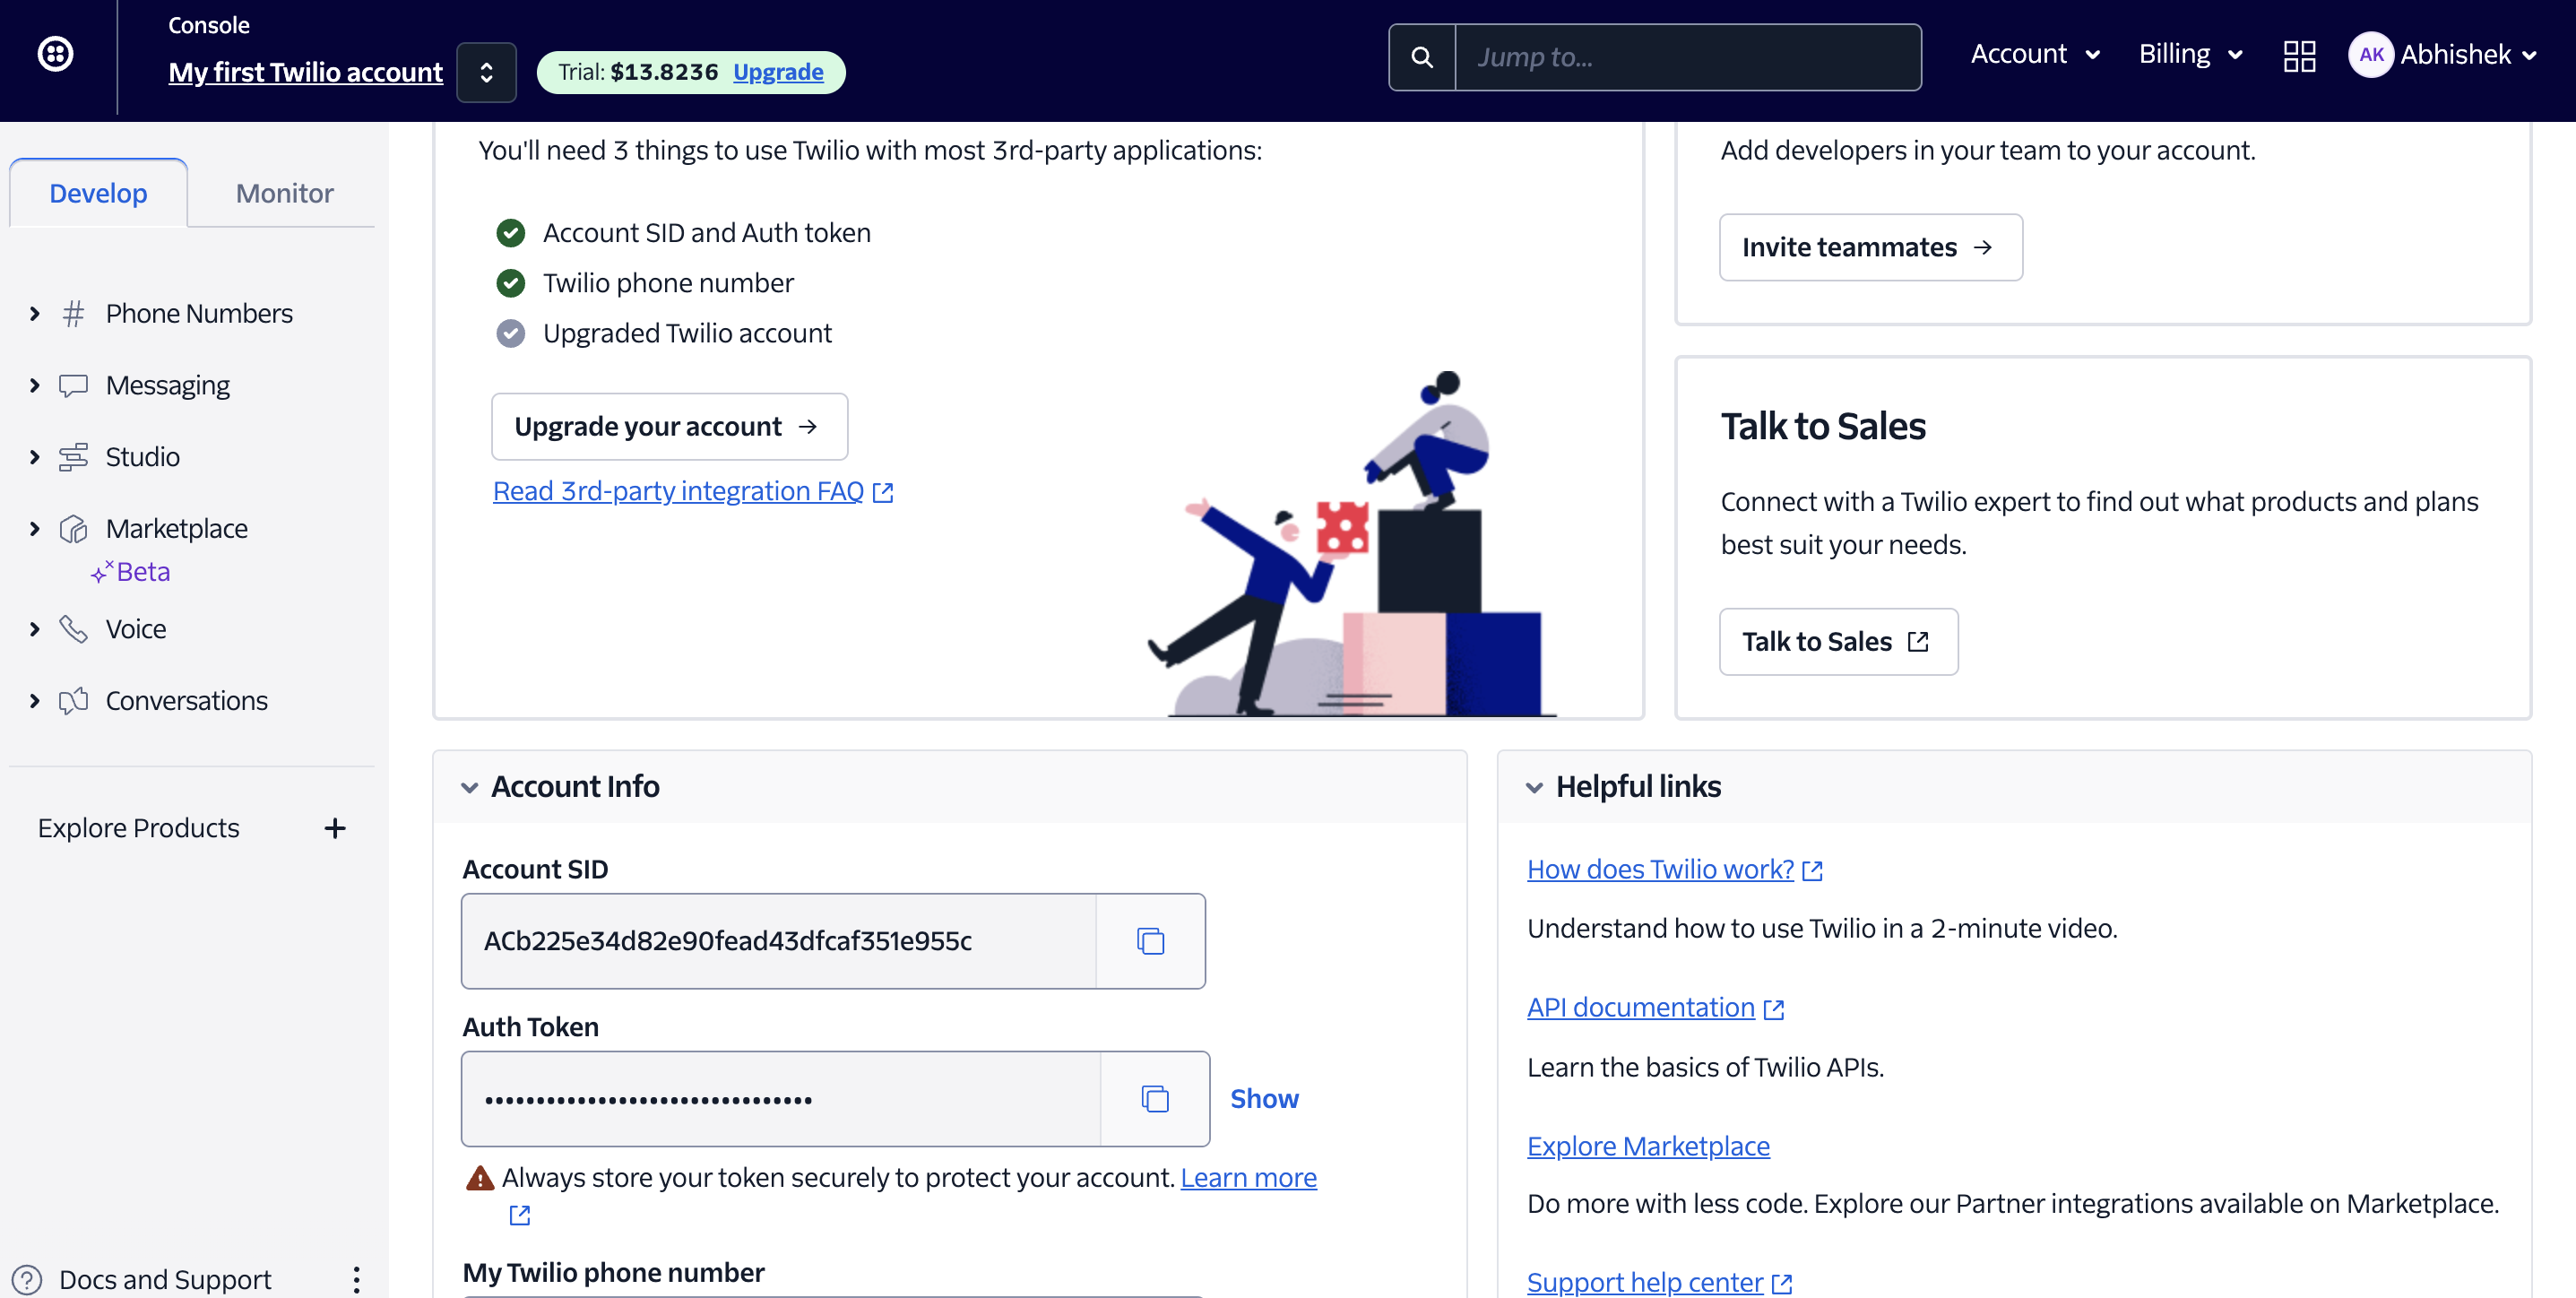 Console
My first Twilio account
Trial: $13.8236 Upgrade
Jump to...
Account
Billing
AK Abhishek
Develop
Monitor
Phone Numbers
Messaging
Studio
Marketplace
Beta
Voice
Conversations
Explore Products
Docs and Support
You'll need 3 things to use Twilio with most 3rd-party applications:
Account SID and Auth token
Twilio phone number
Upgraded Twilio account
Upgrade your account
Read 3rd-party integration FAQ
Add developers in your team to your account.
Invite teammates
Talk to Sales
Connect with a Twilio expert to find out what products and plans
best suit your needs.
Talk to Sales
Account Info
Account SID
ACb225e34d82e90fead43dfcaf351e955c
Auth Token
••••••••••••••••••••••••••••••••
Show
Always store your token securely to protect your account. Learn more
My Twilio phone number
Helpful links
How does Twilio work?
Understand how to use Twilio in a 2-minute video.
API documentation
Learn the basics of Twilio APIs.
Explore Marketplace
Do more with less code. Explore our Partner integrations available on Marketplace.
Support help center